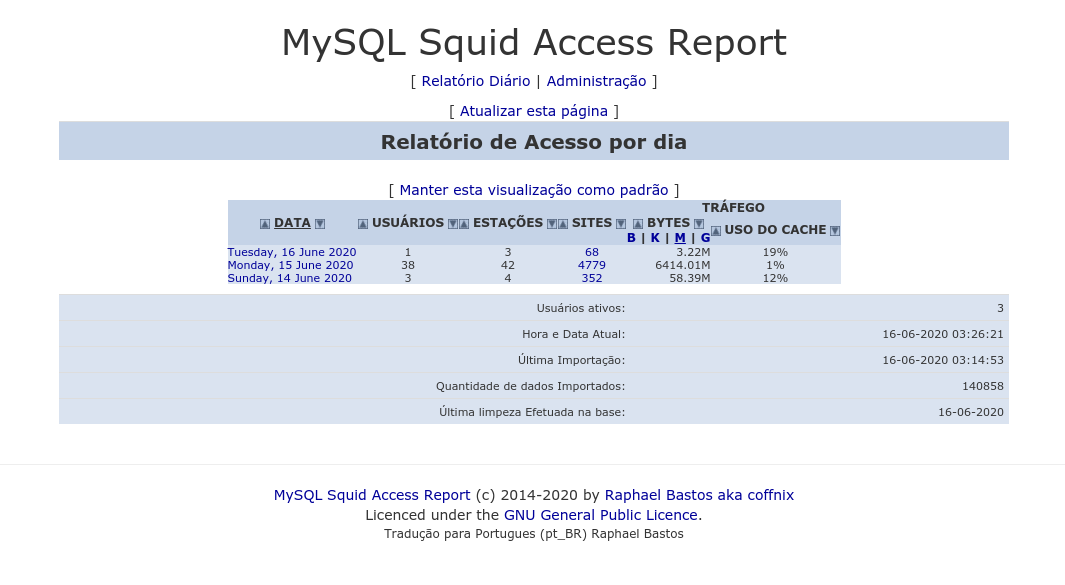 MySQL Squid Access Report
[ Relatório Diário | Administração ]
[ Atualizar esta página ]
Relatório de Acesso por dia
[ Manter esta visualização como padrão ]
TRÁFEGO
DATA USUÁRIOS ESTAÇÕES SITES BYTES USO DO CACHE
B | K | M | G
Tuesday, 16 June 2020 1 3 68 3.22M 19%
Monday, 15 June 2020 38 42 4779 6414.01M 1%
Sunday, 14 June 2020 3 4 352 58.39M 12%
Usuários ativos: 3
Hora e Data Atual: 16-06-2020 03:26:21
Última Importação: 16-06-2020 03:14:53
Quantidade de dados Importados: 140858
Última limpeza Efetuada na base: 16-06-2020
MySQL Squid Access Report (c) 2014-2020 by Raphael Bastos aka coffnix
Licenced under the GNU General Public Licence.
Tradução para Portugues (pt_BR) Raphael Bastos